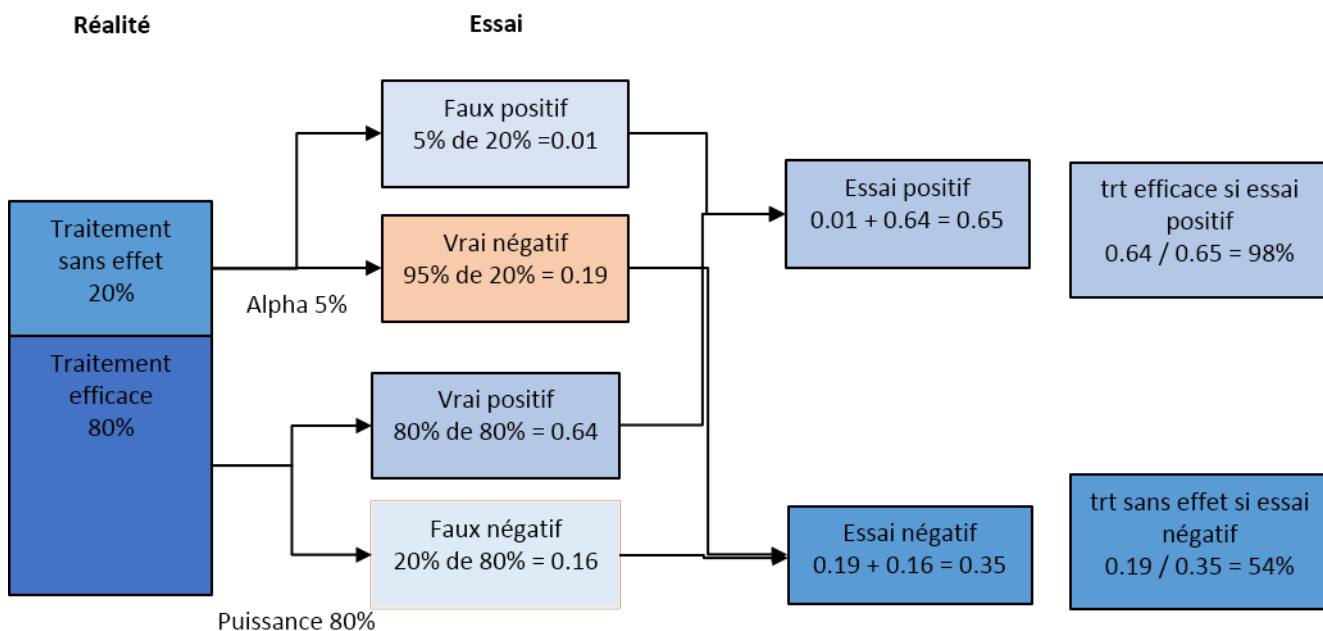 Réalité
Essai
Traitement
sans effet
20%
Traitement
efficace
80%
Alpha 5%
Puissance 80%
Faux positif
5% de 20% =0.01
Vrai négatif
95% de 20% = 0.19
Vrai positif
80% de 80% = 0.64
Faux négatif
20% de 80% = 0.16
Essai positif
0.01 + 0.64 = 0.65
Essai négatif
0.19 + 0.16 = 0.35
trt efficace si essai
positif
0.64 / 0.65 = 98%
trt sans effet si essai
négatif
0.19 / 0.35 = 54%